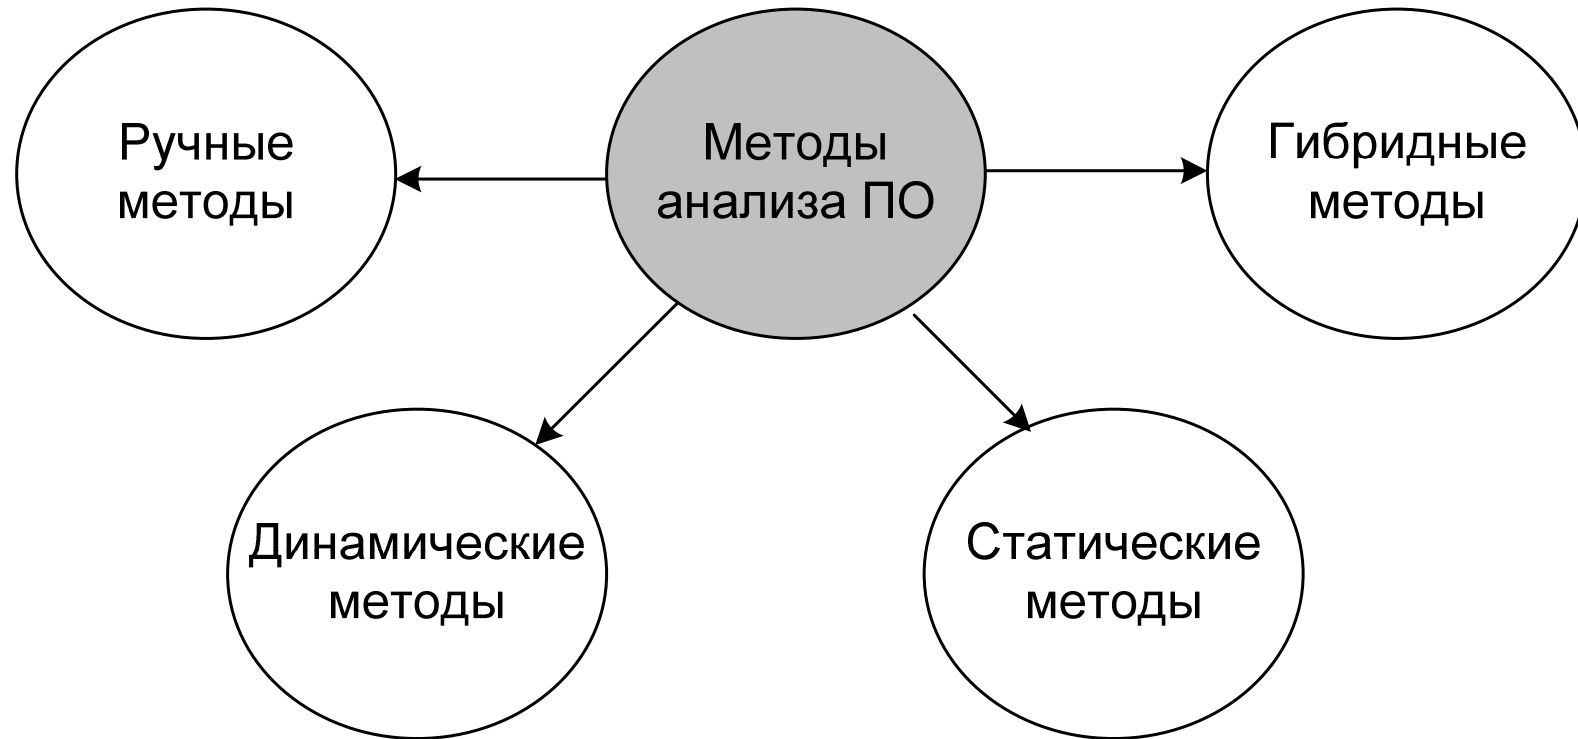 Ручные
методы
Методы
анализа ПО
Гибридные
методы
Динамические
методы
Статические
методы